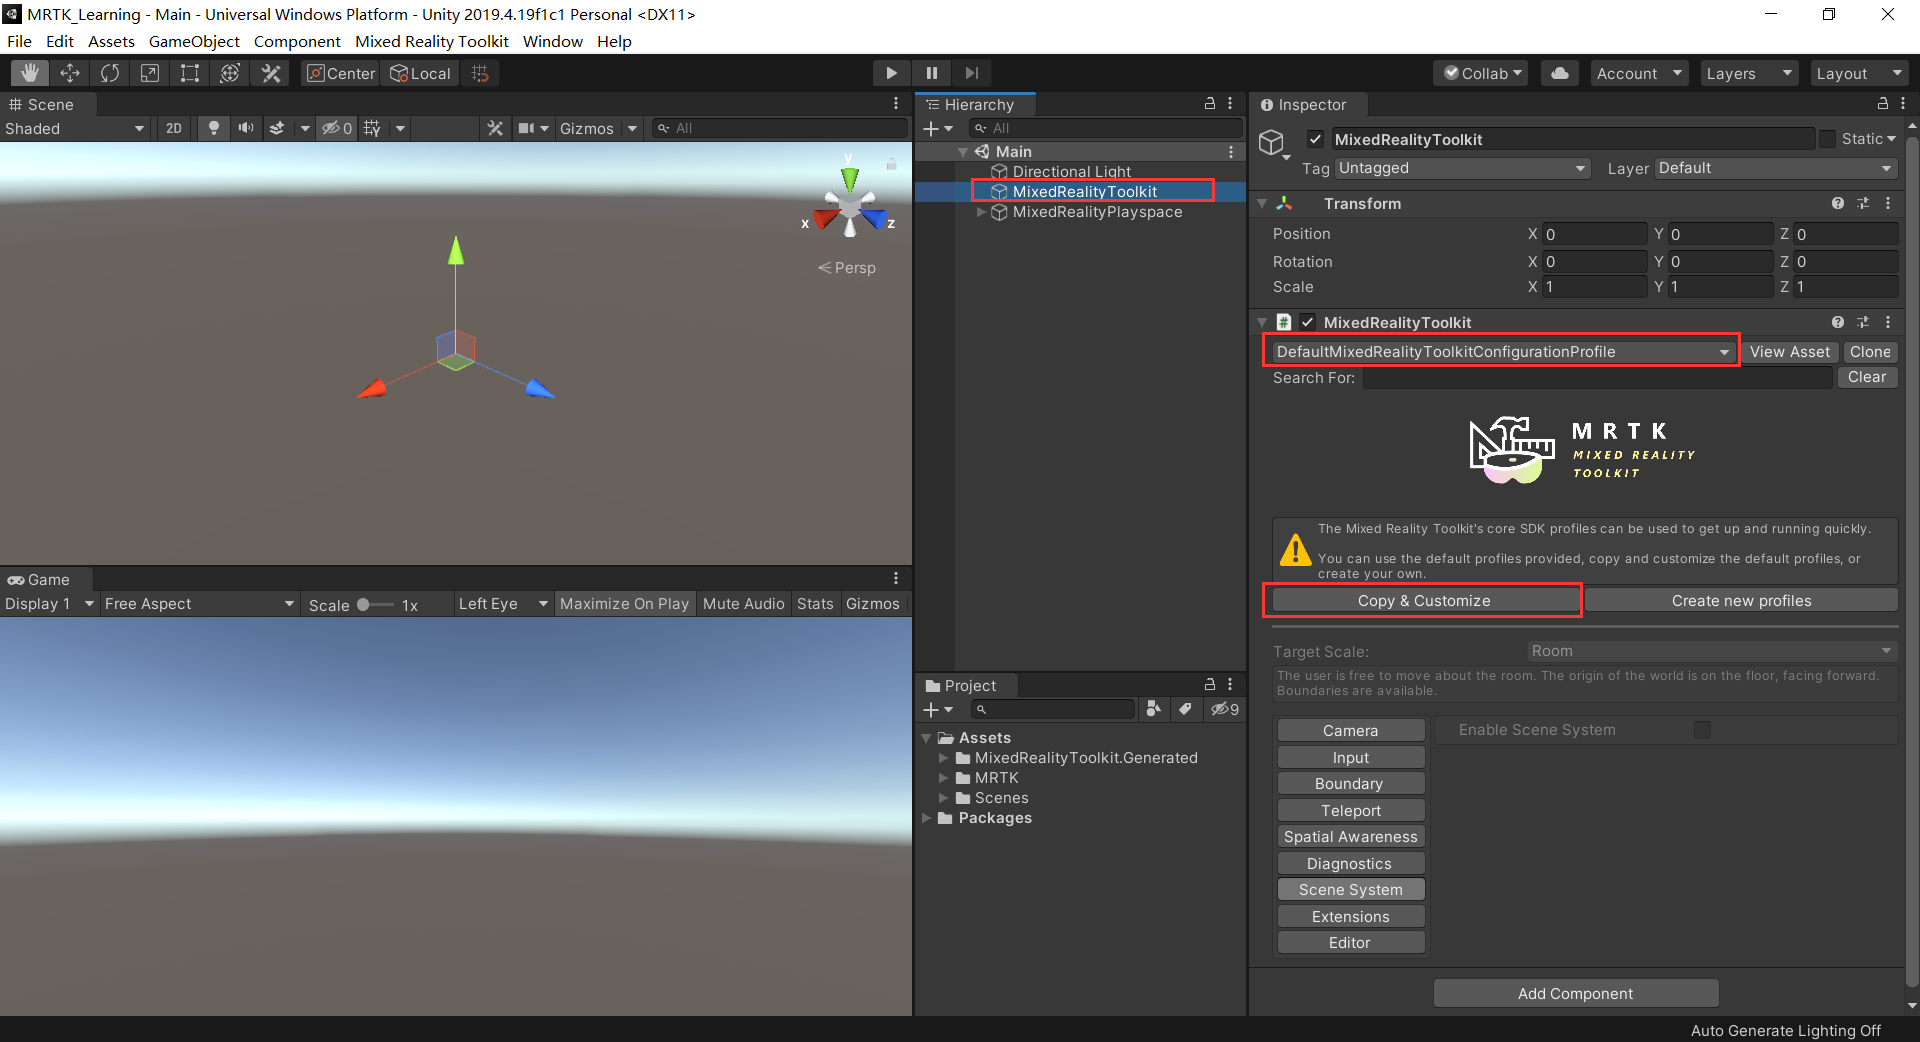 MRTK_Learning - Main - Universal Windows Platform - Unity 2019.4.19f1c1 Personal <DX11>
File Edit Assets GameObject Component Mixed Reality Toolkit Window Help
Center Local Collab Account Layers Layout
Scene
Shaded 2D 0 Gizmos All
y
x z
Persp
Game
Display 1 Free Aspect Scale 1x Left Eye Maximize On Play Mute Audio Stats Gizmos
Hierarchy
All
Main
Directional Light
MixedRealityToolkit
MixedRealityPlayspace
Project
9
Assets
MixedRealityToolkit.Generated
MRTK
Scenes
Packages
Inspector
MixedRealityToolkit Static
Tag Untagged Layer Default
Transform
Position X 0 Y 0 Z 0
Rotation X 0 Y 0 Z 0
Scale X 1 Y 1 Z 1
# MixedRealityToolkit
DefaultMixedRealityToolkitConfigurationProfile View Asset Clone
Search For: Clear
MRTK
MIXED REALITY
TOOLKIT
The Mixed Reality Toolkit's core SDK profiles can be used to get up and running quickly.
You can use the default profiles provided, copy and customize the default profiles, or
create your own.
Copy & Customize Create new profiles
Target Scale: Room
The user is free to move about the room. The origin of the world is on the floor, facing forward.
Boundaries are available.
Camera Enable Scene System
Input
Boundary
Teleport
Spatial Awareness
Diagnostics
Scene System
Extensions
Editor
Add Component
Auto Generate Lighting Off